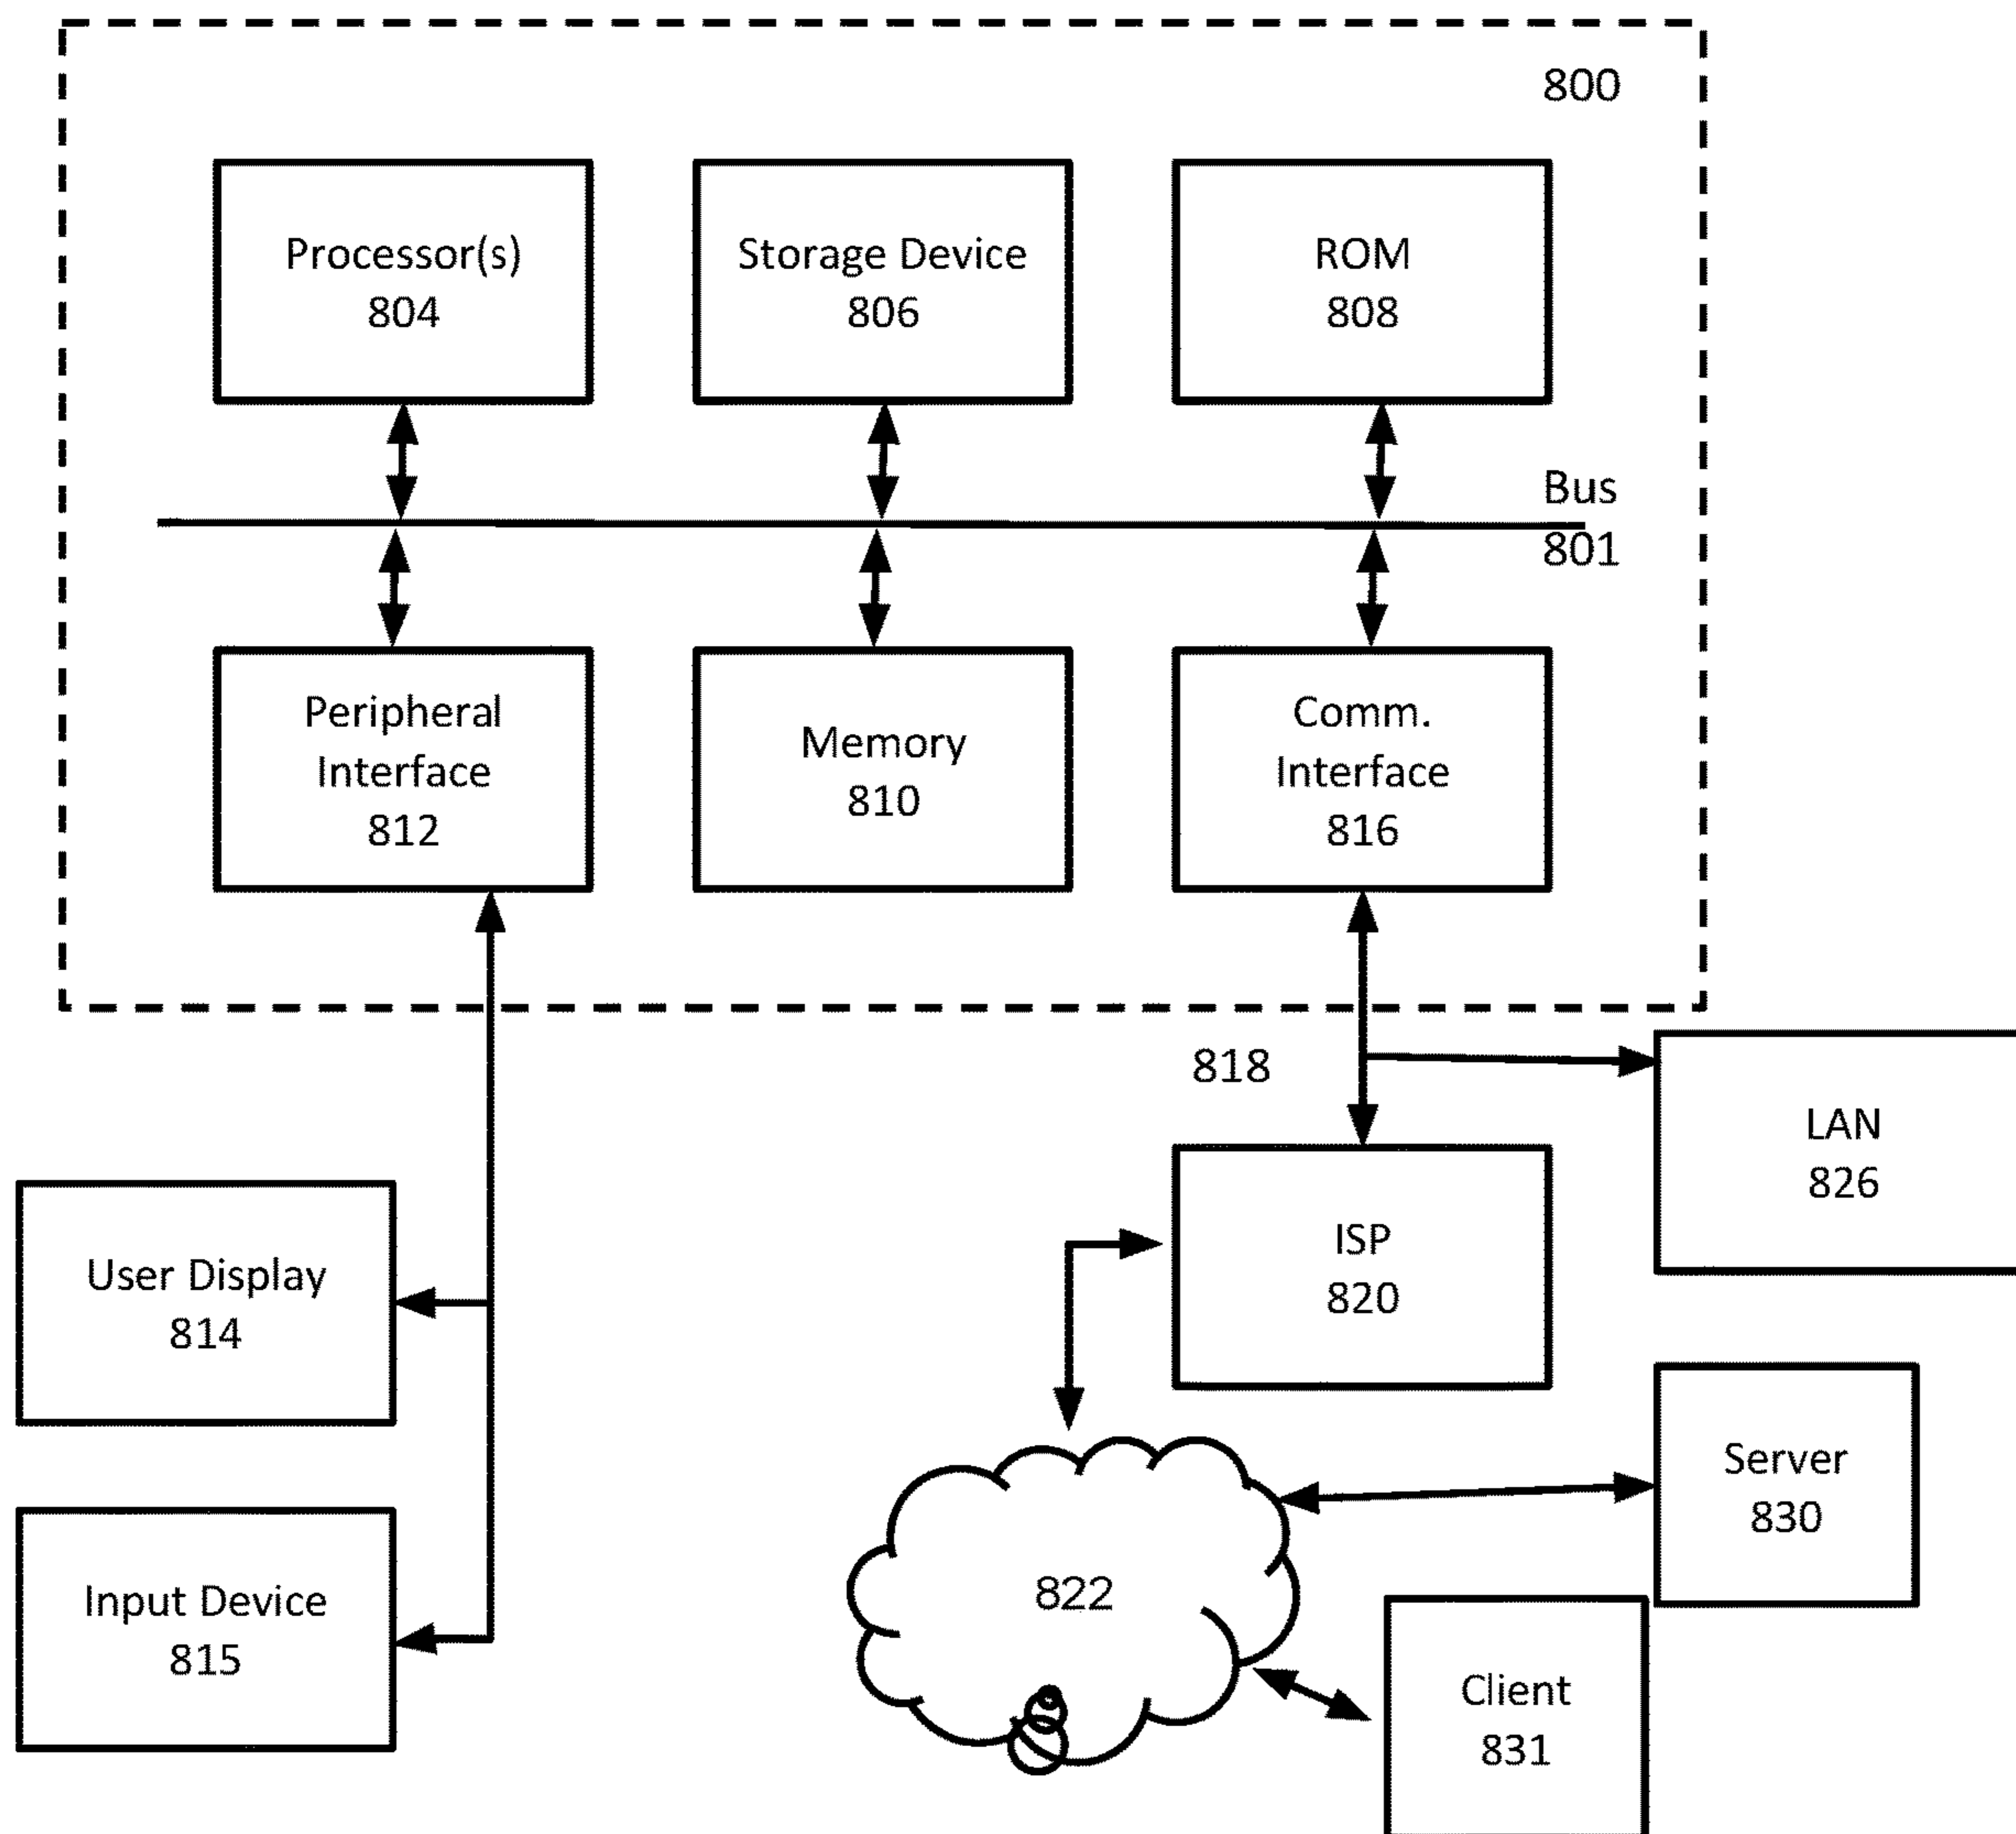 800
Processor(s)
804
Storage Device
806
ROM
808
Bus
801
Peripheral
Interface
812
Memory
810
Comm.
Interface
816
818
LAN
826
User Display
814
ISP
820
Server
830
Input Device
815
822
Client
831